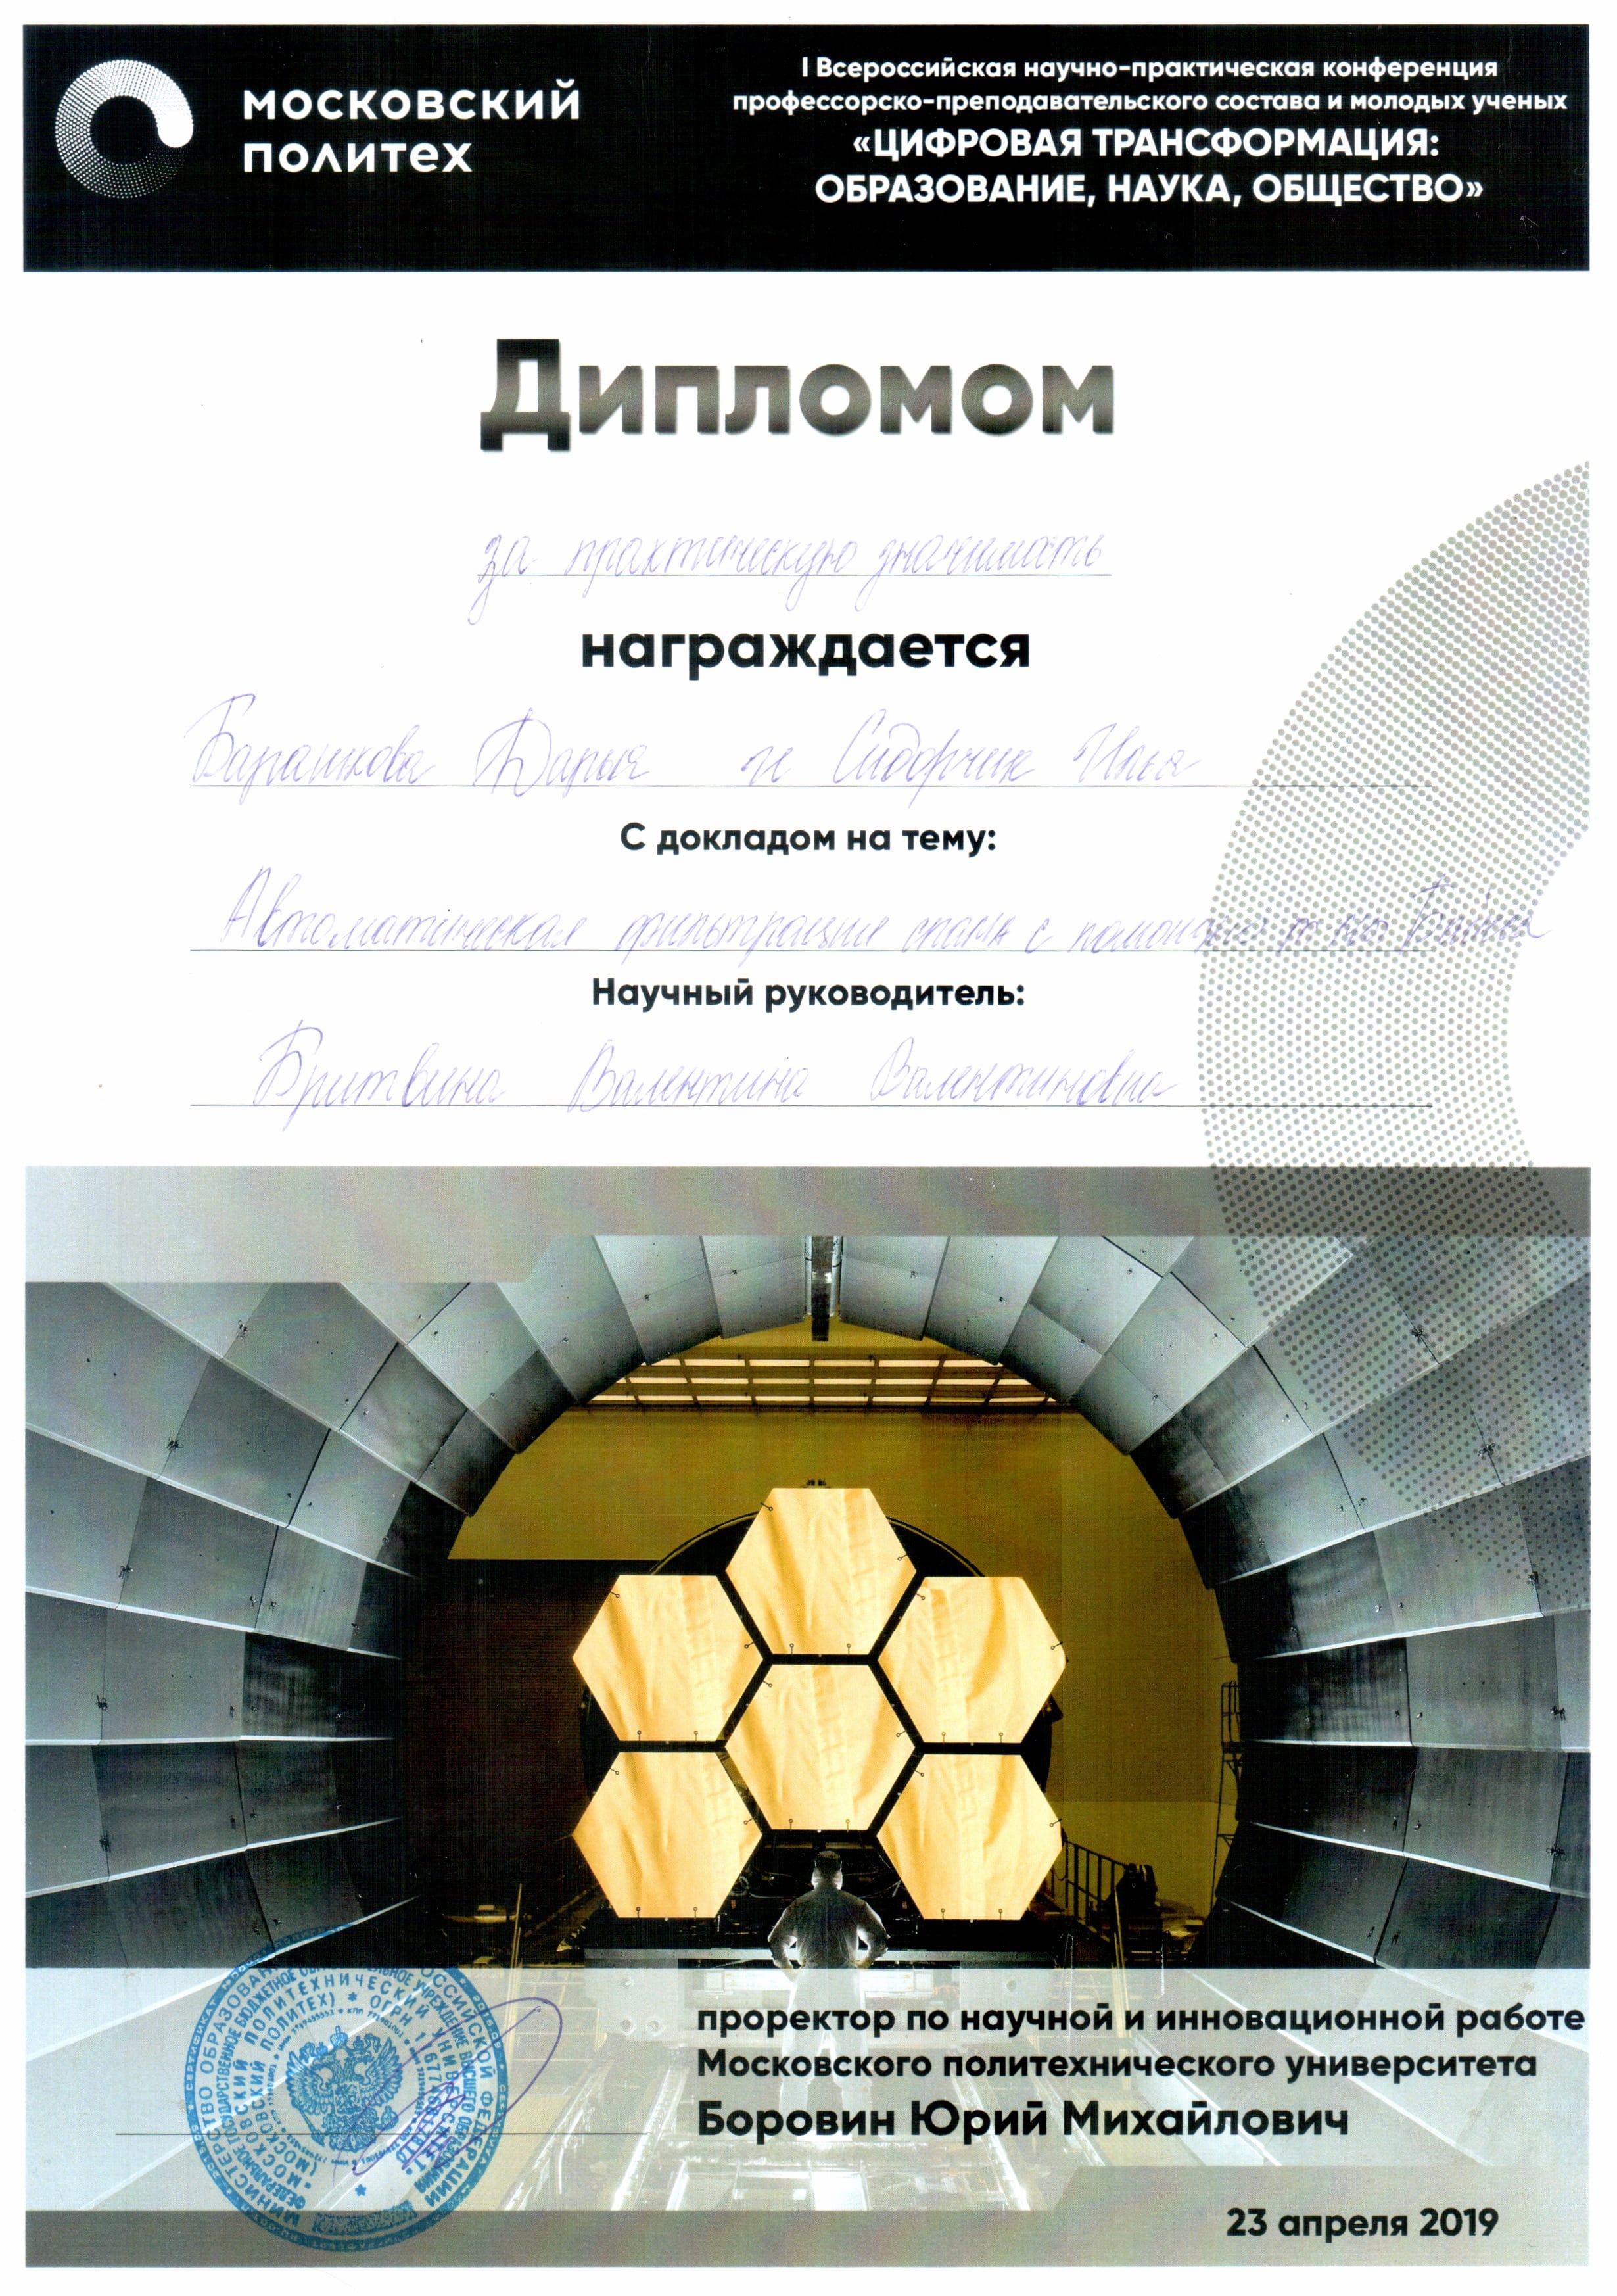 МОСКОВСКИЙ
ПОЛИТЕХ
I Всероссийская научно-практическая конференция
профессорско-преподавательского состава и молодых ученых
«ЦИФРОВАЯ ТРАНСФОРМАЦИЯ:
ОБРАЗОВАНИЕ, НАУКА, ОБЩЕСТВО»
Дипломом
за практическую значимость
награждается
Барашкова Дарья и Сидорчик Илья
С докладом на тему:
Автоматическая фильтрация спама с помощью Байеса
Научный руководитель:
Бритвина Валентина Валентиновна
проректор по научной и инновационной работе
Московского политехнического университета
Боровин Юрий Михайлович
23 апреля 2019